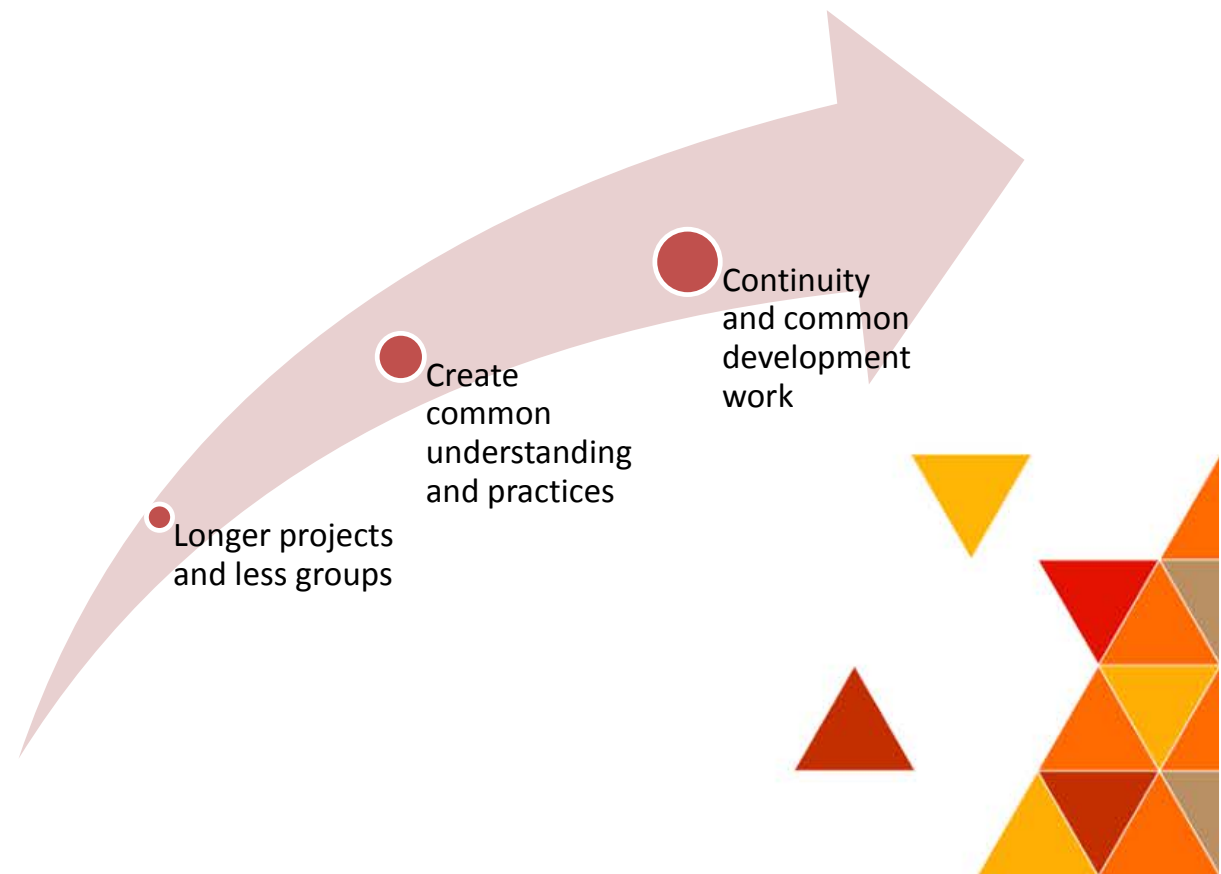 Continuity
and common
development
work
Create
common
understanding
and practices
Longer projects
and less groups